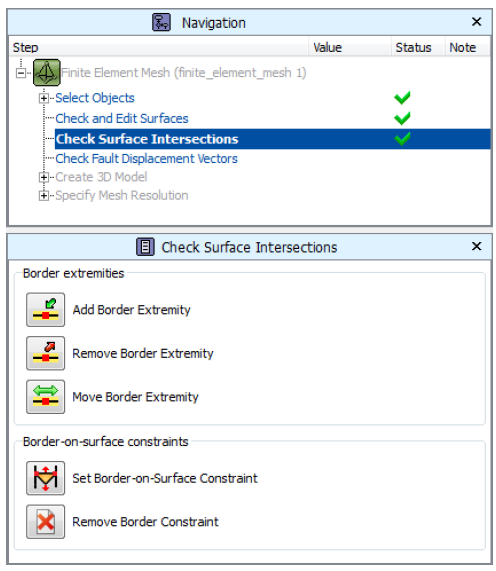 Navigation
Step Value Status Note
Finite Element Mesh (finite_element_mesh 1)
Select Objects
Check and Edit Surfaces
Check Surface Intersections
Check Fault Displacement Vectors
Create 3D Model
Specify Mesh Resolution
Check Surface Intersections
Border extremities
Add Border Extremity
Remove Border Extremity
Move Border Extremity
Border-on-surface constraints
Set Border-on-Surface Constraint
Remove Border Constraint